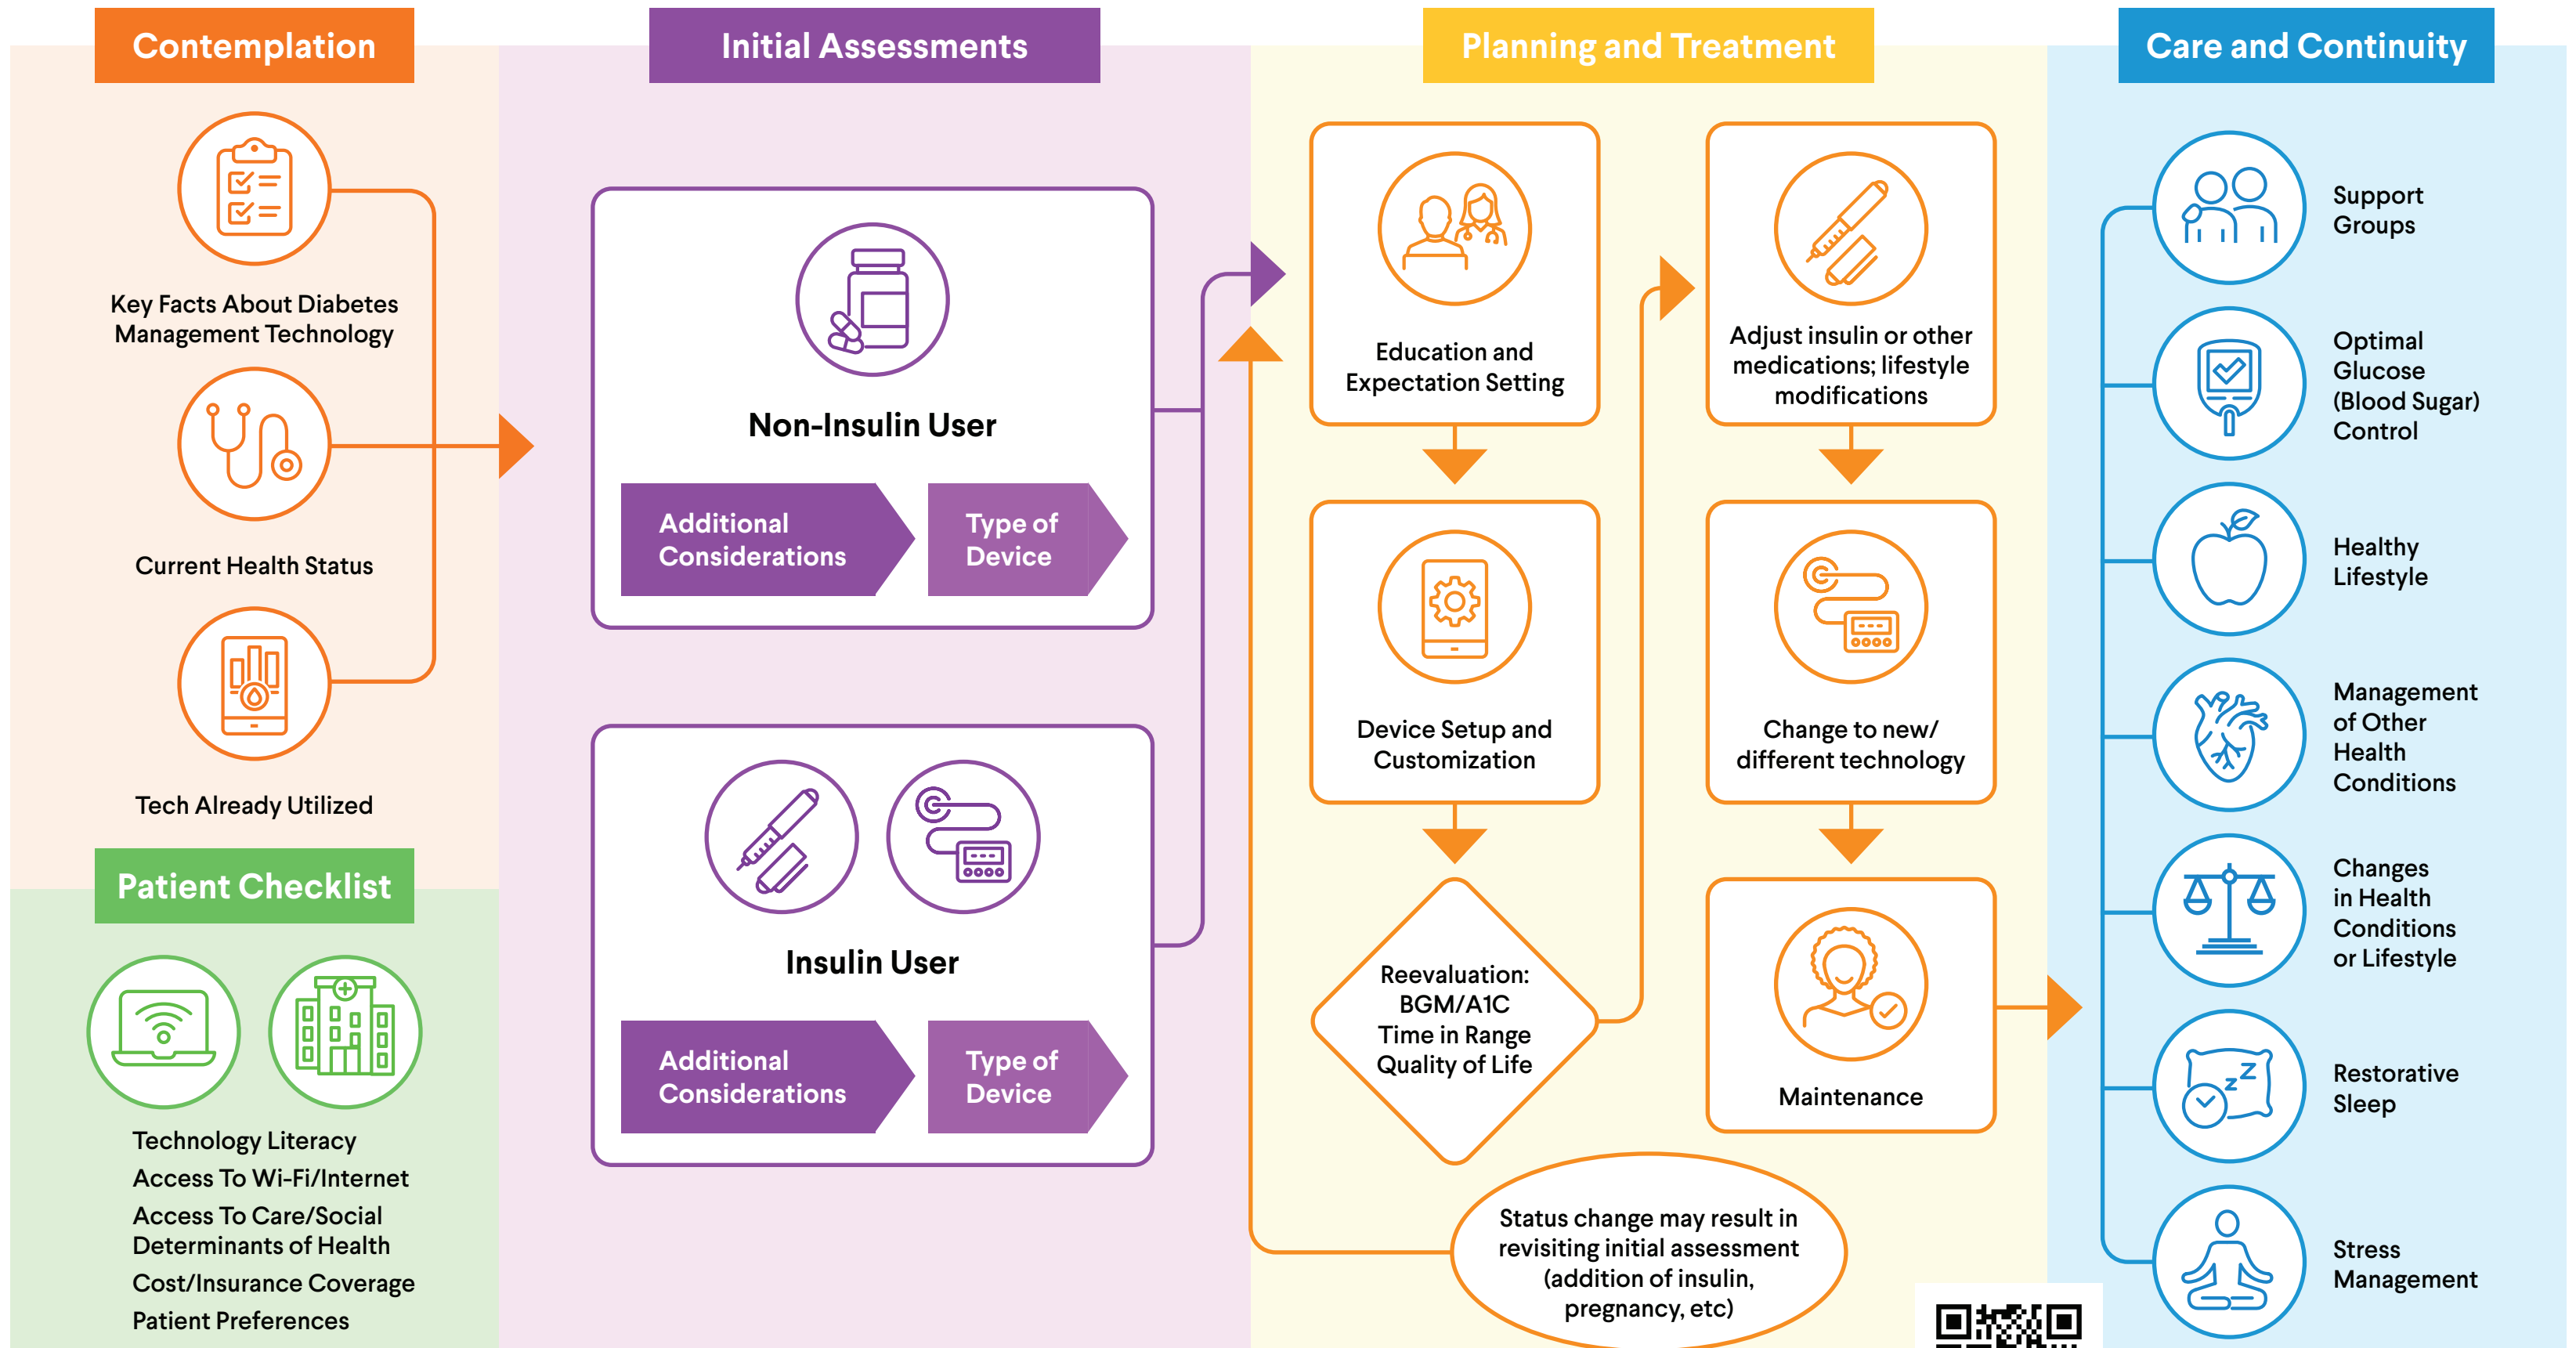 Contemplation
Key Facts About Diabetes
Management Technology
Current Health Status
Tech Already Utilized
Patient Checklist
Technology Literacy
Access To Wi-Fi/Internet
Access To Care/Social
Determinants of Health
Cost/Insurance Coverage
Patient Preferences
Initial Assessments
Non-Insulin User
Additional
Considerations
Type of
Device
Insulin User
Additional
Considerations
Type of
Device
Planning and Treatment
Education and
Expectation Setting
Device Setup and
Customization
Reevaluation:
BGM/A1C
Time in Range
Quality of Life
Adjust insulin or other
medications; lifestyle
modifications
Change to new/
different technology
Maintenance
Status change may result in
revisiting initial assessment
(addition of insulin,
pregnancy, etc)
Care and Continuity
Support
Groups
Optimal
Glucose
(Blood Sugar)
Control
Healthy
Lifestyle
Management
of Other
Health
Conditions
Changes
in Health
Conditions
or Lifestyle
Restorative
Sleep
zZ
Stress
Management